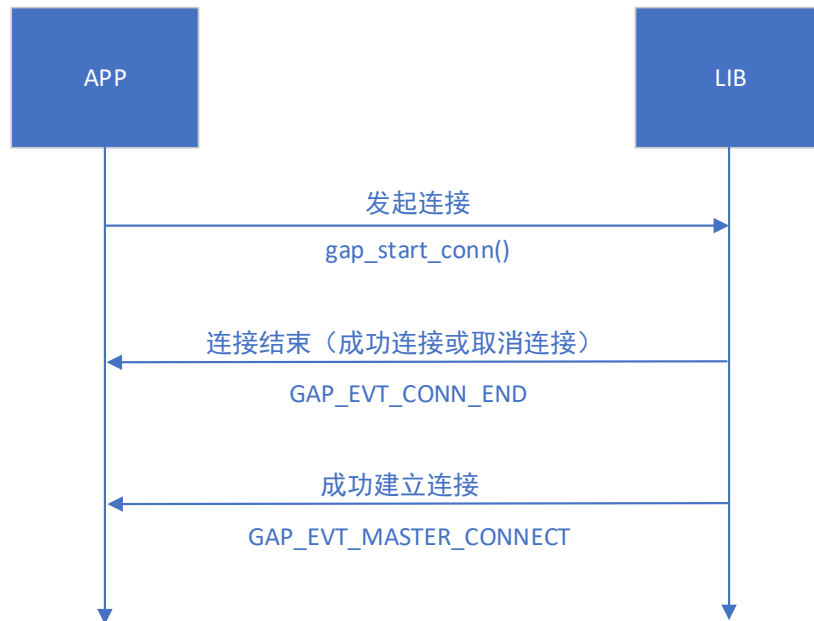 APP
LIB
发起连接
gap_start_conn()
连接结束（成功连接或取消连接）
GAP_EVT_CONN_END
成功建立连接
GAP_EVT_MASTER_CONNECT